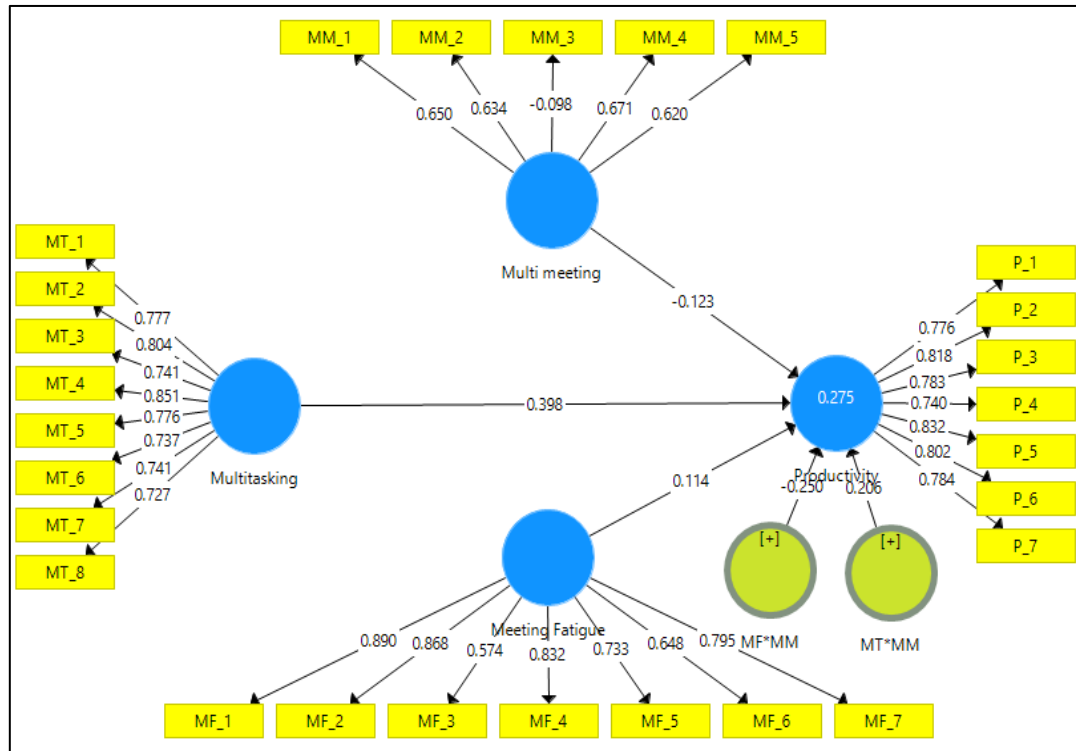 MM_1 MM_2 MM_3 MM_4 MM_5
0.650 0.634 -0.098 0.671 0.620
Multi meeting
-0.123
MT_1
MT_2
MT_3
MT_4
MT_5
MT_6
MT_7
MT_8
0.777
0.804
0.741
0.851
0.776
0.737
0.741
0.727
Multitasking
0.398
0.275
Productivity
P_1
P_2
P_3
P_4
P_5
P_6
P_7
0.776
0.818
0.783
0.740
0.832
0.802
0.784
0.114
-0.250 0.206
[+] [+]
MF*MM MT*MM
Meeting Fatigue
0.890 0.868 0.574 0.832 0.733 0.648 0.795
MF_1 MF_2 MF_3 MF_4 MF_5 MF_6 MF_7